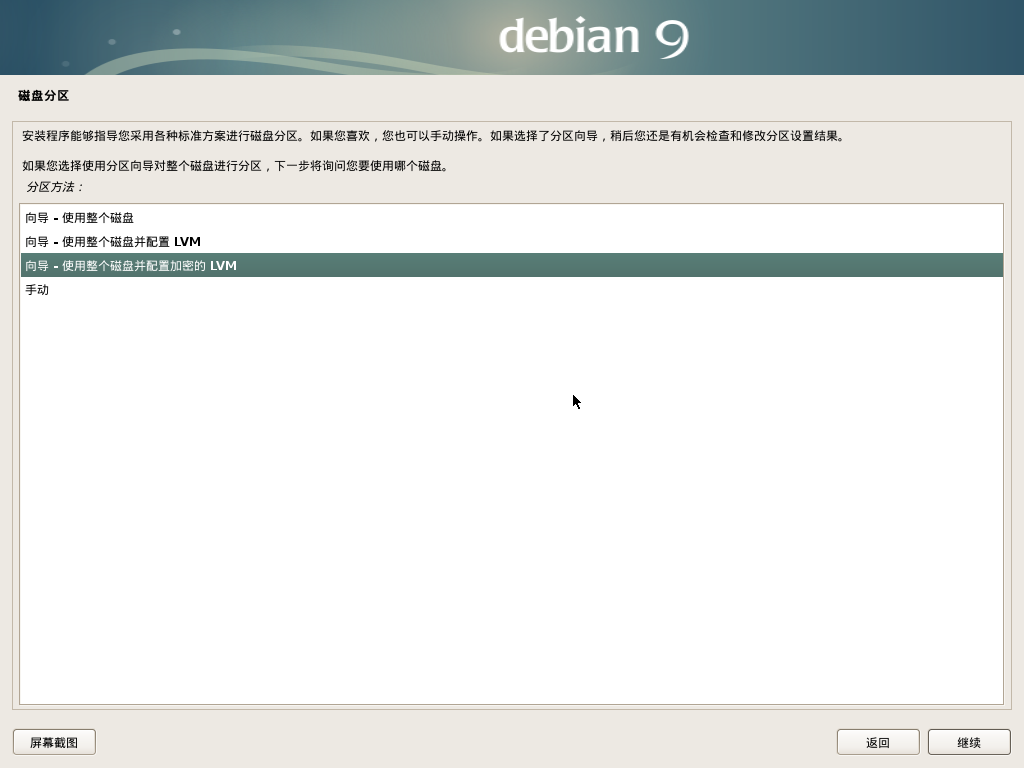 debian 9
磁盘分区
安装程序能够指导您采用各种标准方案进行磁盘分区。如果您喜欢，您也可以手动操作。如果选择了分区向导，稍后您还是有机会检查和修改分区设置结果。
如果您选择使用分区向导对整个磁盘进行分区，下一步将询问您要使用哪个磁盘。
分区方法：
向导 - 使用整个磁盘
向导 - 使用整个磁盘并配置 LVM
向导 - 使用整个磁盘并配置加密的 LVM
手动
屏幕截图
返回
继续